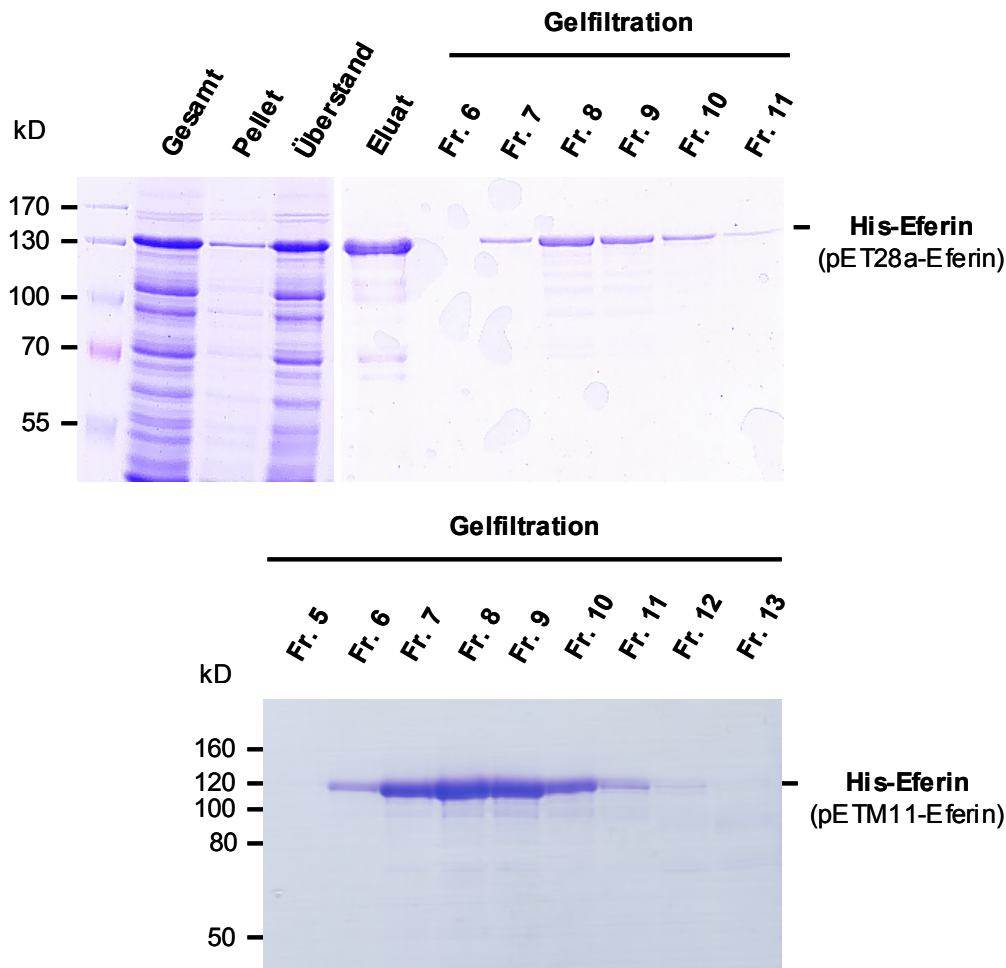 Gelfiltration
kD
Gesamt
Pellet
Überstand
Eluat
Fr. 6
Fr. 7
Fr. 8
Fr. 9
Fr. 10
Fr. 11
170
130
100
70
55
His-Eferin
(pET28a-Eferin)
Gelfiltration
Fr. 5
Fr. 6
Fr. 7
Fr. 8
Fr. 9
Fr. 10
Fr. 11
Fr. 12
Fr. 13
kD
160
120
100
80
50
His-Eferin
(pETM11-Eferin)